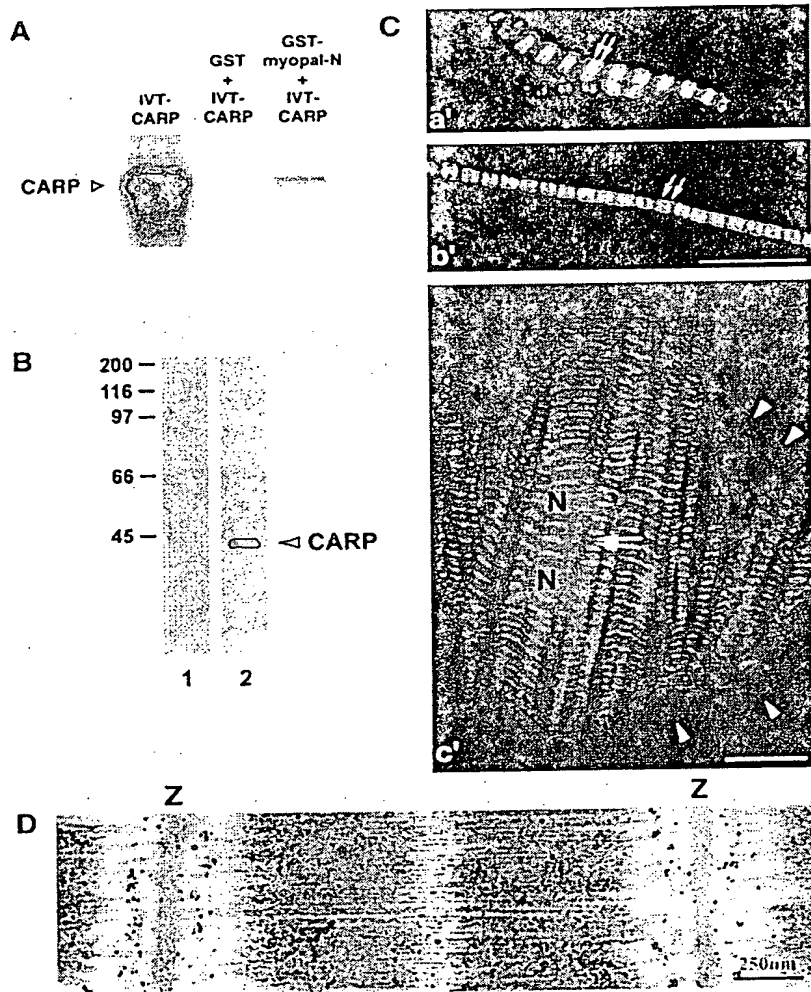 A
IVT-
CARP
GST
+
IVT-
CARP
GST-
myopal-N
+
IVT-
CARP
CARP
B
200
116
97
66
45
CARP
1 2
C
a'
b'
N
N
c'
D
Z Z
250nm